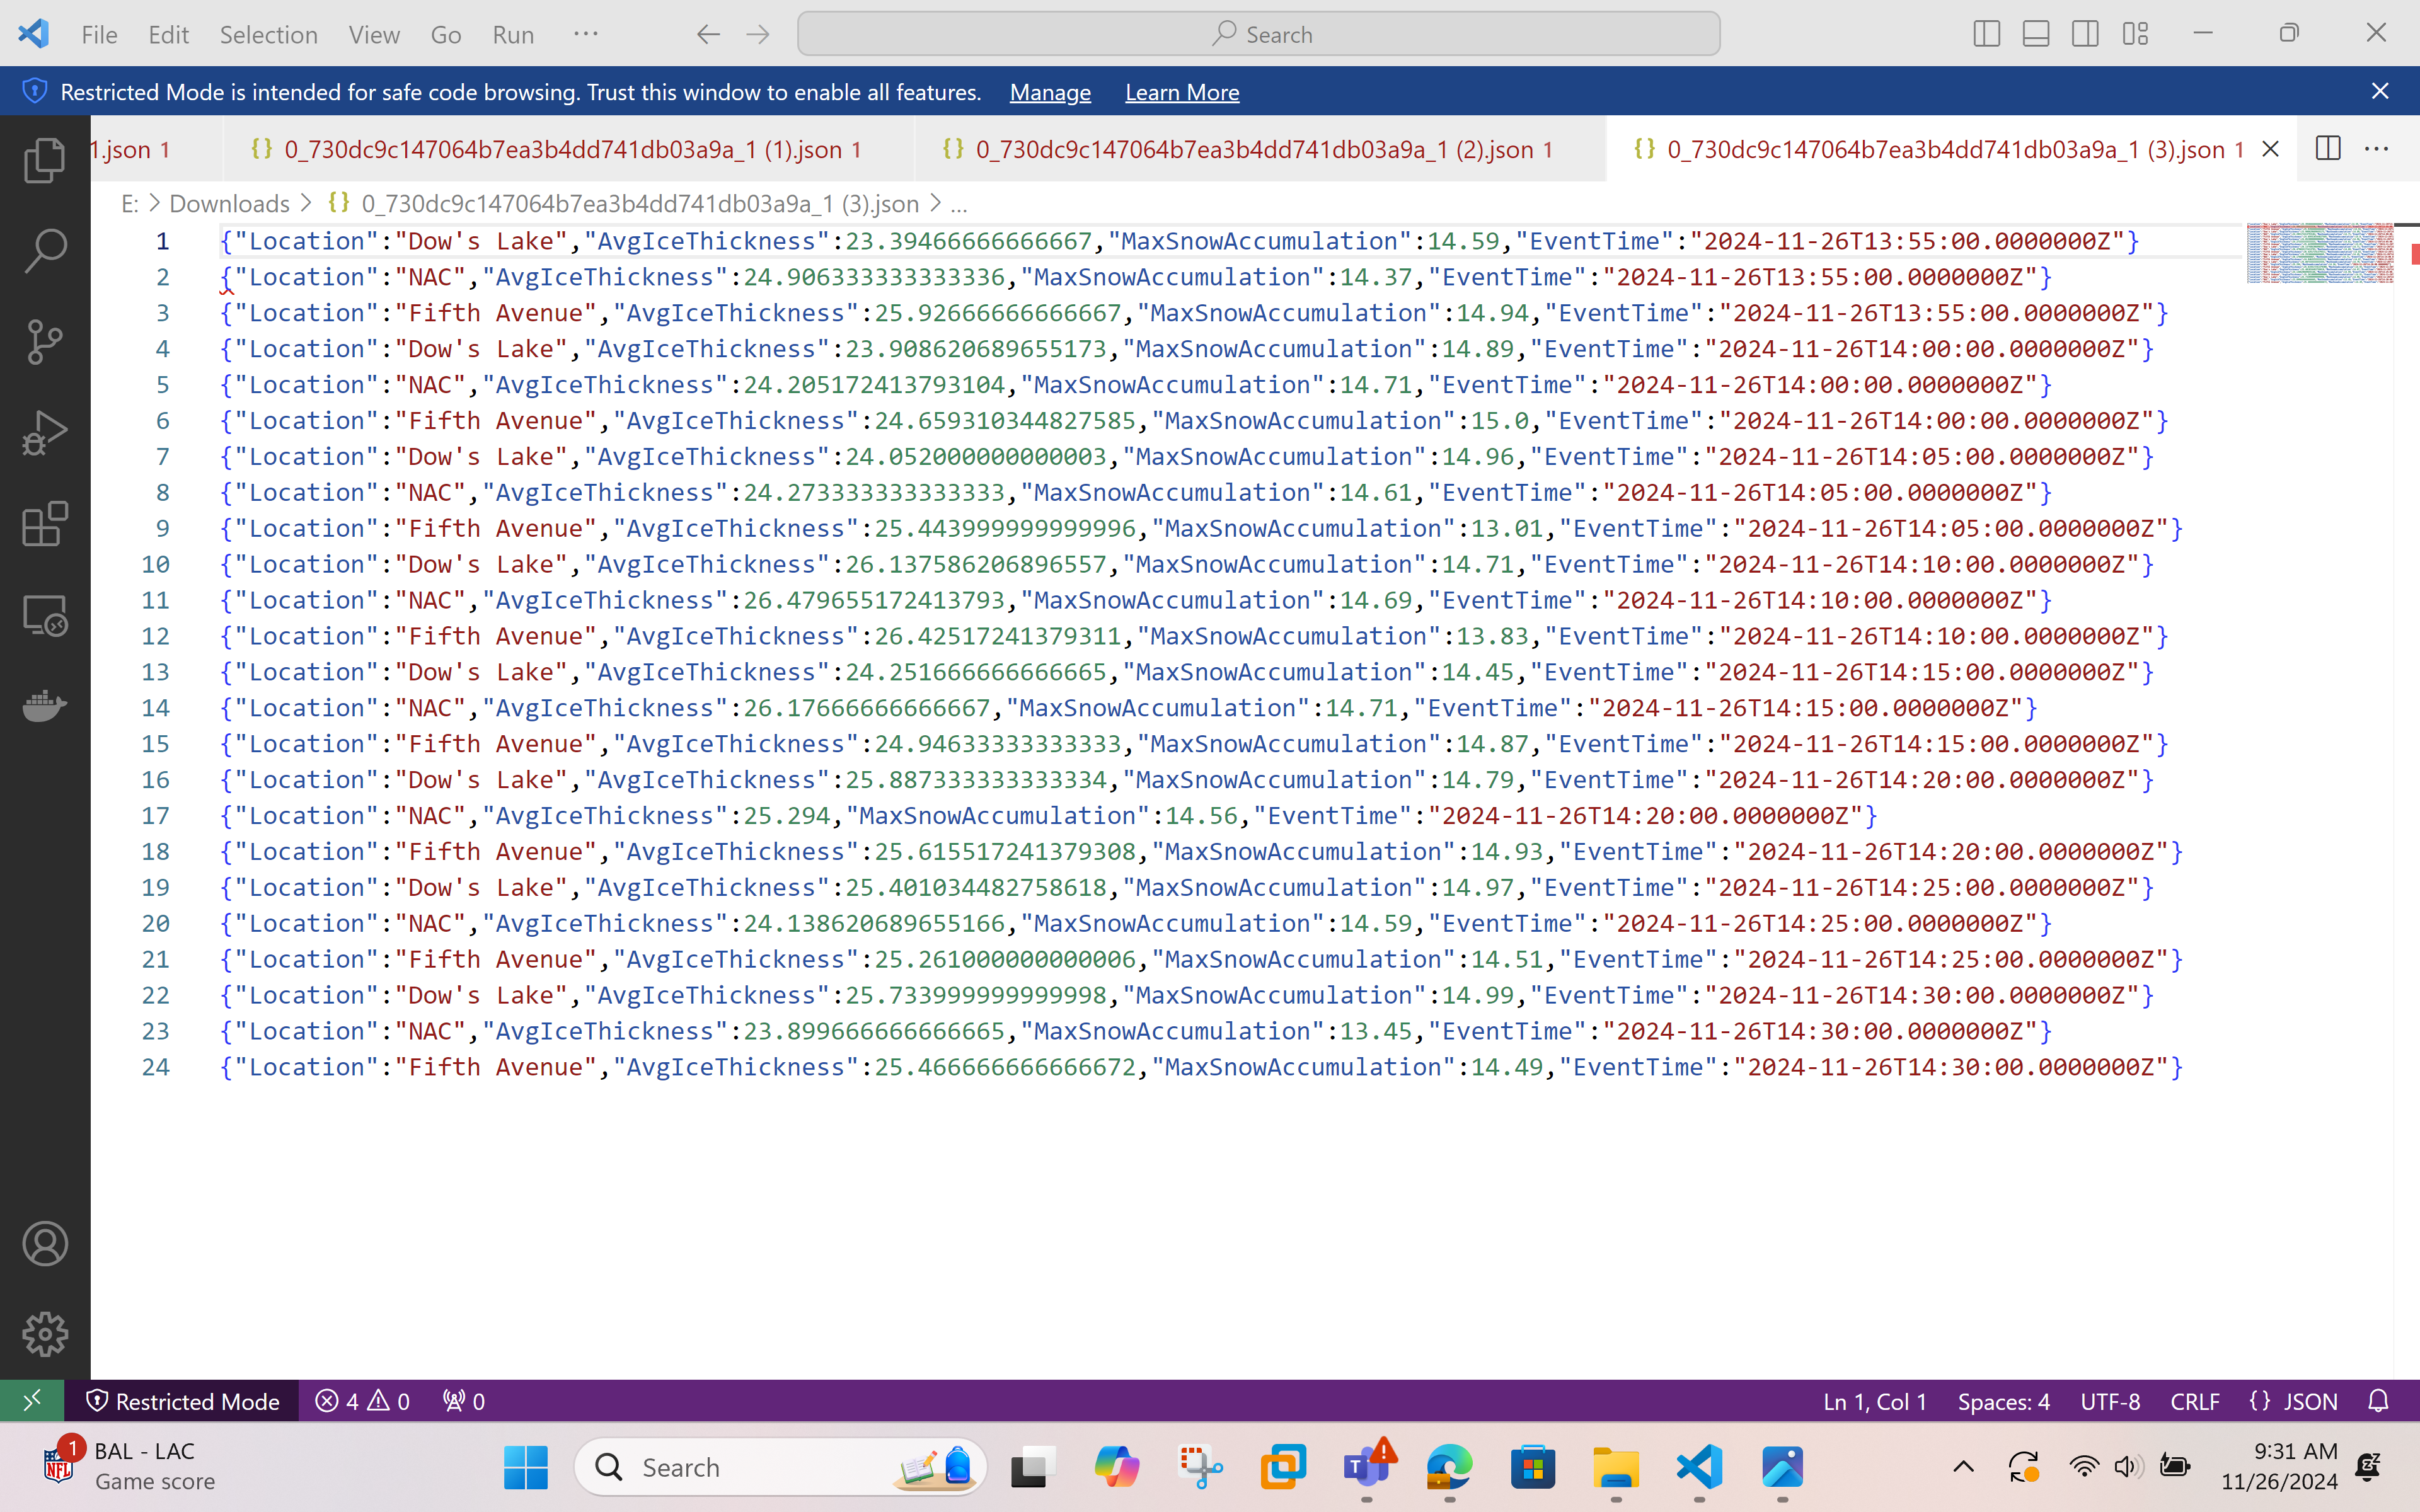 File Edit Selection View Go Run ··· Search
Restricted Mode is intended for safe code browsing. Trust this window to enable all features. Manage Learn More
1.json 1 {} 0_730dc9c147064b7ea3b4dd741db03a9a_1 (1).json 1 {} 0_730dc9c147064b7ea3b4dd741db03a9a_1 (2).json 1 {} 0_730dc9c147064b7ea3b4dd741db03a9a_1 (3).json 1
E: > Downloads > {} 0_730dc9c147064b7ea3b4dd741db03a9a_1 (3).json > ...
1 {"Location":"Dow's Lake","AvgIceThickness":23.39466666666667,"MaxSnowAccumulation":14.59,"EventTime":"2024-11-26T13:55:00.0000000Z"}
2 {"Location":"NAC","AvgIceThickness":24.906333333333336,"MaxSnowAccumulation":14.37,"EventTime":"2024-11-26T13:55:00.0000000Z"}
3 {"Location":"Fifth Avenue","AvgIceThickness":25.92666666666667,"MaxSnowAccumulation":14.94,"EventTime":"2024-11-26T13:55:00.0000000Z"}
4 {"Location":"Dow's Lake","AvgIceThickness":23.908620689655173,"MaxSnowAccumulation":14.89,"EventTime":"2024-11-26T14:00:00.0000000Z"}
5 {"Location":"NAC","AvgIceThickness":24.205172413793104,"MaxSnowAccumulation":14.71,"EventTime":"2024-11-26T14:00:00.0000000Z"}
6 {"Location":"Fifth Avenue","AvgIceThickness":24.659310344827585,"MaxSnowAccumulation":15.0,"EventTime":"2024-11-26T14:00:00.0000000Z"}
7 {"Location":"Dow's Lake","AvgIceThickness":24.052000000000003,"MaxSnowAccumulation":14.96,"EventTime":"2024-11-26T14:05:00.0000000Z"}
8 {"Location":"NAC","AvgIceThickness":24.273333333333333,"MaxSnowAccumulation":14.61,"EventTime":"2024-11-26T14:05:00.0000000Z"}
9 {"Location":"Fifth Avenue","AvgIceThickness":25.443999999999996,"MaxSnowAccumulation":13.01,"EventTime":"2024-11-26T14:05:00.0000000Z"}
10 {"Location":"Dow's Lake","AvgIceThickness":26.137586206896557,"MaxSnowAccumulation":14.71,"EventTime":"2024-11-26T14:10:00.0000000Z"}
11 {"Location":"NAC","AvgIceThickness":26.479655172413793,"MaxSnowAccumulation":14.69,"EventTime":"2024-11-26T14:10:00.0000000Z"}
12 {"Location":"Fifth Avenue","AvgIceThickness":26.42517241379311,"MaxSnowAccumulation":13.83,"EventTime":"2024-11-26T14:10:00.0000000Z"}
13 {"Location":"Dow's Lake","AvgIceThickness":24.251666666666665,"MaxSnowAccumulation":14.45,"EventTime":"2024-11-26T14:15:00.0000000Z"}
14 {"Location":"NAC","AvgIceThickness":26.17666666666667,"MaxSnowAccumulation":14.71,"EventTime":"2024-11-26T14:15:00.0000000Z"}
15 {"Location":"Fifth Avenue","AvgIceThickness":24.94633333333333,"MaxSnowAccumulation":14.87,"EventTime":"2024-11-26T14:15:00.0000000Z"}
16 {"Location":"Dow's Lake","AvgIceThickness":25.887333333333334,"MaxSnowAccumulation":14.79,"EventTime":"2024-11-26T14:20:00.0000000Z"}
17 {"Location":"NAC","AvgIceThickness":25.294,"MaxSnowAccumulation":14.56,"EventTime":"2024-11-26T14:20:00.0000000Z"}
18 {"Location":"Fifth Avenue","AvgIceThickness":25.615517241379308,"MaxSnowAccumulation":14.93,"EventTime":"2024-11-26T14:20:00.0000000Z"}
19 {"Location":"Dow's Lake","AvgIceThickness":25.401034482758618,"MaxSnowAccumulation":14.97,"EventTime":"2024-11-26T14:25:00.0000000Z"}
20 {"Location":"NAC","AvgIceThickness":24.138620689655166,"MaxSnowAccumulation":14.59,"EventTime":"2024-11-26T14:25:00.0000000Z"}
21 {"Location":"Fifth Avenue","AvgIceThickness":25.261000000000006,"MaxSnowAccumulation":14.51,"EventTime":"2024-11-26T14:25:00.0000000Z"}
22 {"Location":"Dow's Lake","AvgIceThickness":25.733999999999998,"MaxSnowAccumulation":14.99,"EventTime":"2024-11-26T14:30:00.0000000Z"}
23 {"Location":"NAC","AvgIceThickness":23.899666666666665,"MaxSnowAccumulation":13.45,"EventTime":"2024-11-26T14:30:00.0000000Z"}
24 {"Location":"Fifth Avenue","AvgIceThickness":25.466666666666672,"MaxSnowAccumulation":14.49,"EventTime":"2024-11-26T14:30:00.0000000Z"}
Restricted Mode 4 0 0 Ln 1, Col 1 Spaces: 4 UTF-8 CRLF {} JSON
1 NFL BAL - LAC Search T 9:31 AM
Game score 11/26/2024